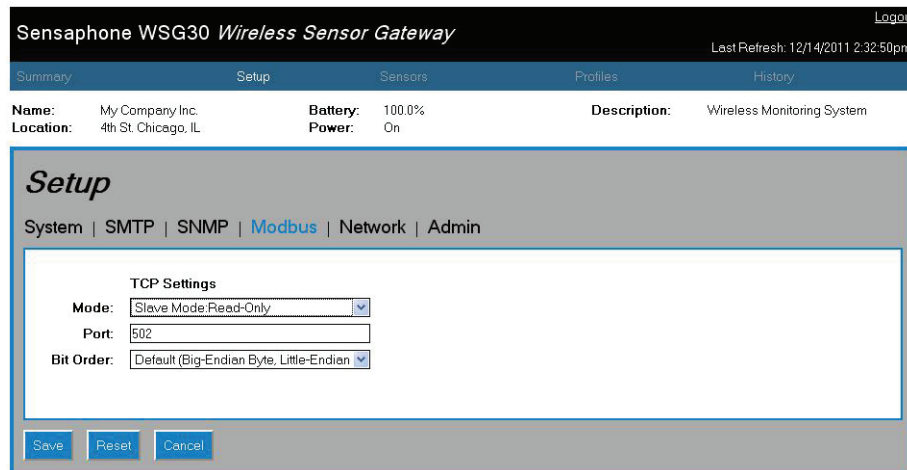 Sensaphone WSG30 Wireless Sensor Gateway
Logou
Last Refresh: 12/14/2011 2:32:50pm
Summary Setup Sensors Profiles History
Name: My Company Inc. Battery: 100.0% Description: Wireless Monitoring System
Location: 4th St. Chicago, IL Power: On
Setup
System | SMTP | SNMP | Modbus | Network | Admin
TCP Settings
Mode: Slave Mode:Read-Only
Port: 502
Bit Order: Default (Big-Endian Byte, Little-Endian
Save Reset Cancel